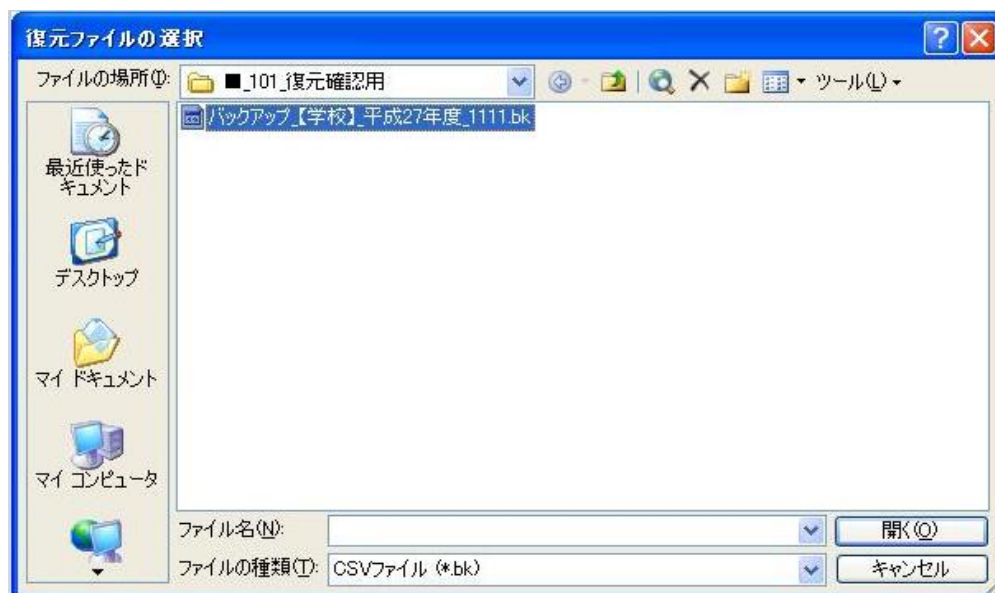 復元ファイルの選択
ファイルの場所(I):
■_101_復元確認用
ツール(L)
バックアップ_【学校】_平成27年度_1111.bk
最近使ったド
キュメント
デスクトップ
マイ ドキュメント
マイ コンピュータ
ファイル名(N):
開く(O)
ファイルの種類(T):
CSVファイル (*.bk)
キャンセル